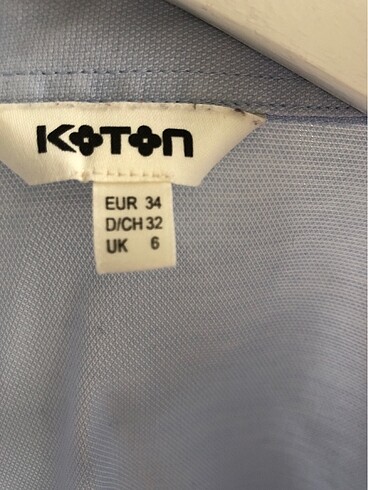 KOTON
EUR 34
D/CH 32
UK 6